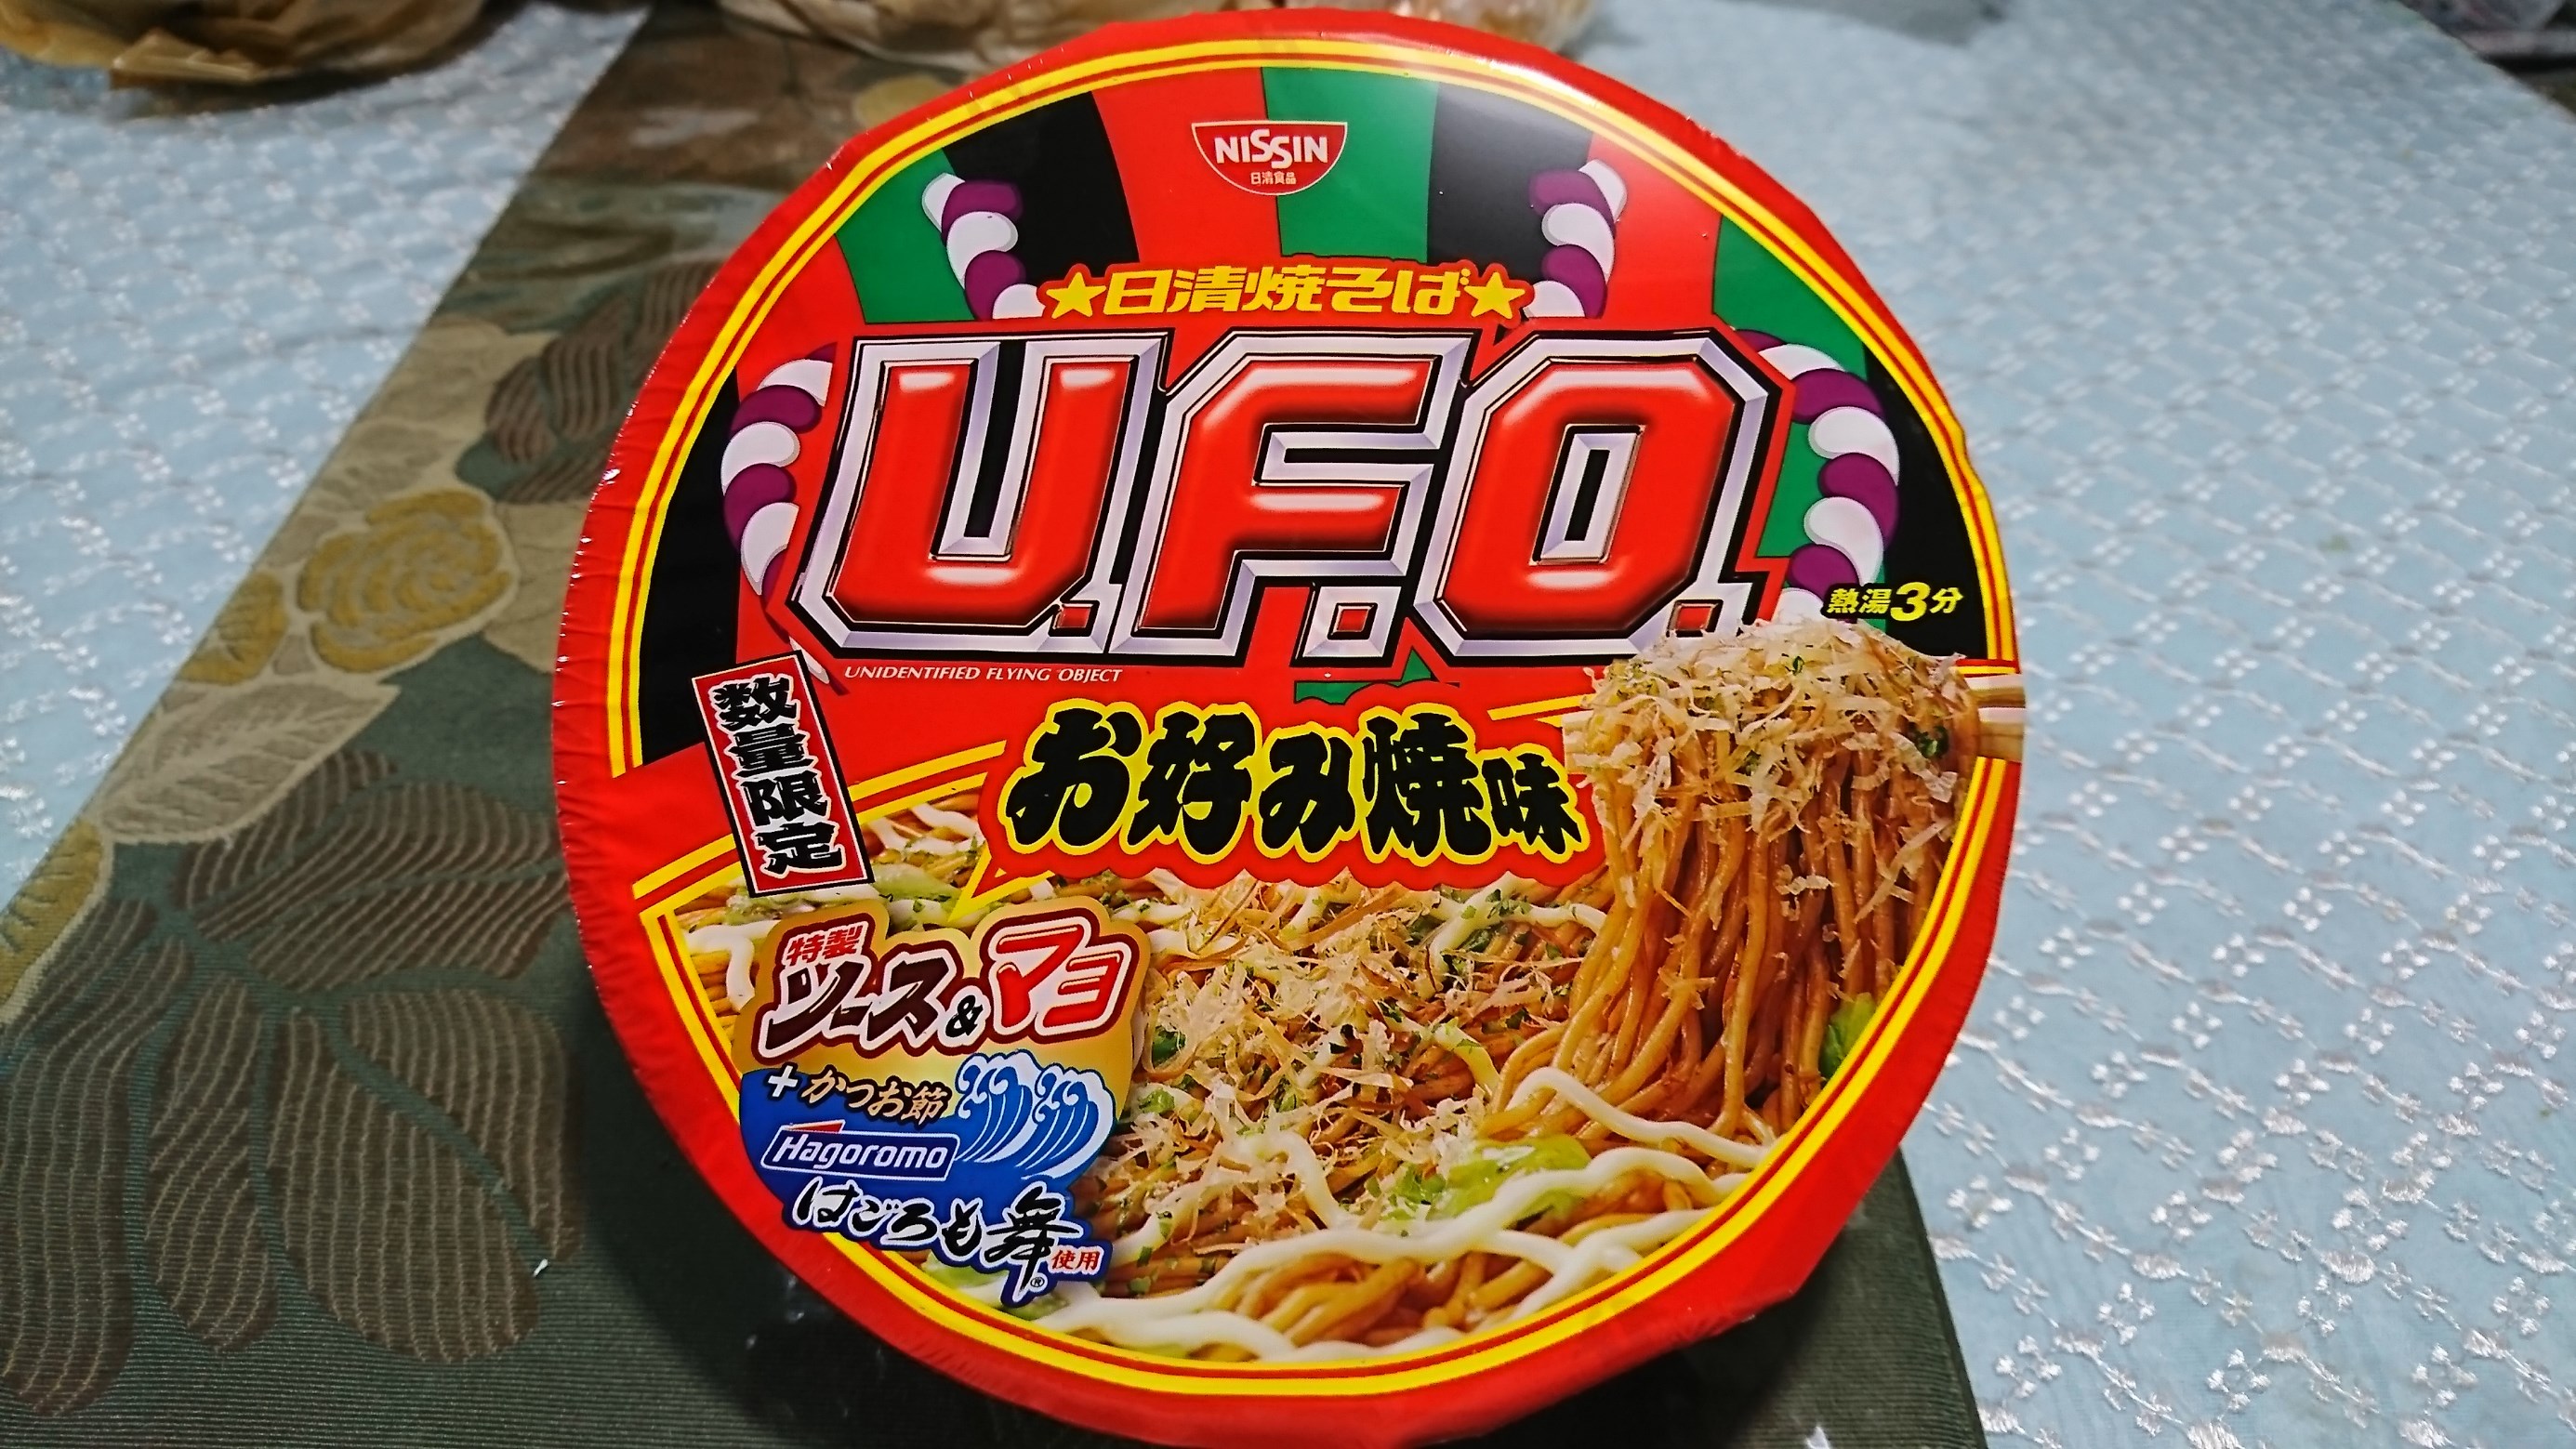 NISSIN
日清食品
★日清焼そば★
U.F.O.
UNIDENTIFIED FLYING OBJECT
熱湯3分
数量限定
お好み焼味
特製
ソース&マヨ
+かつお節
Hagoromo
はごろも舞®使用